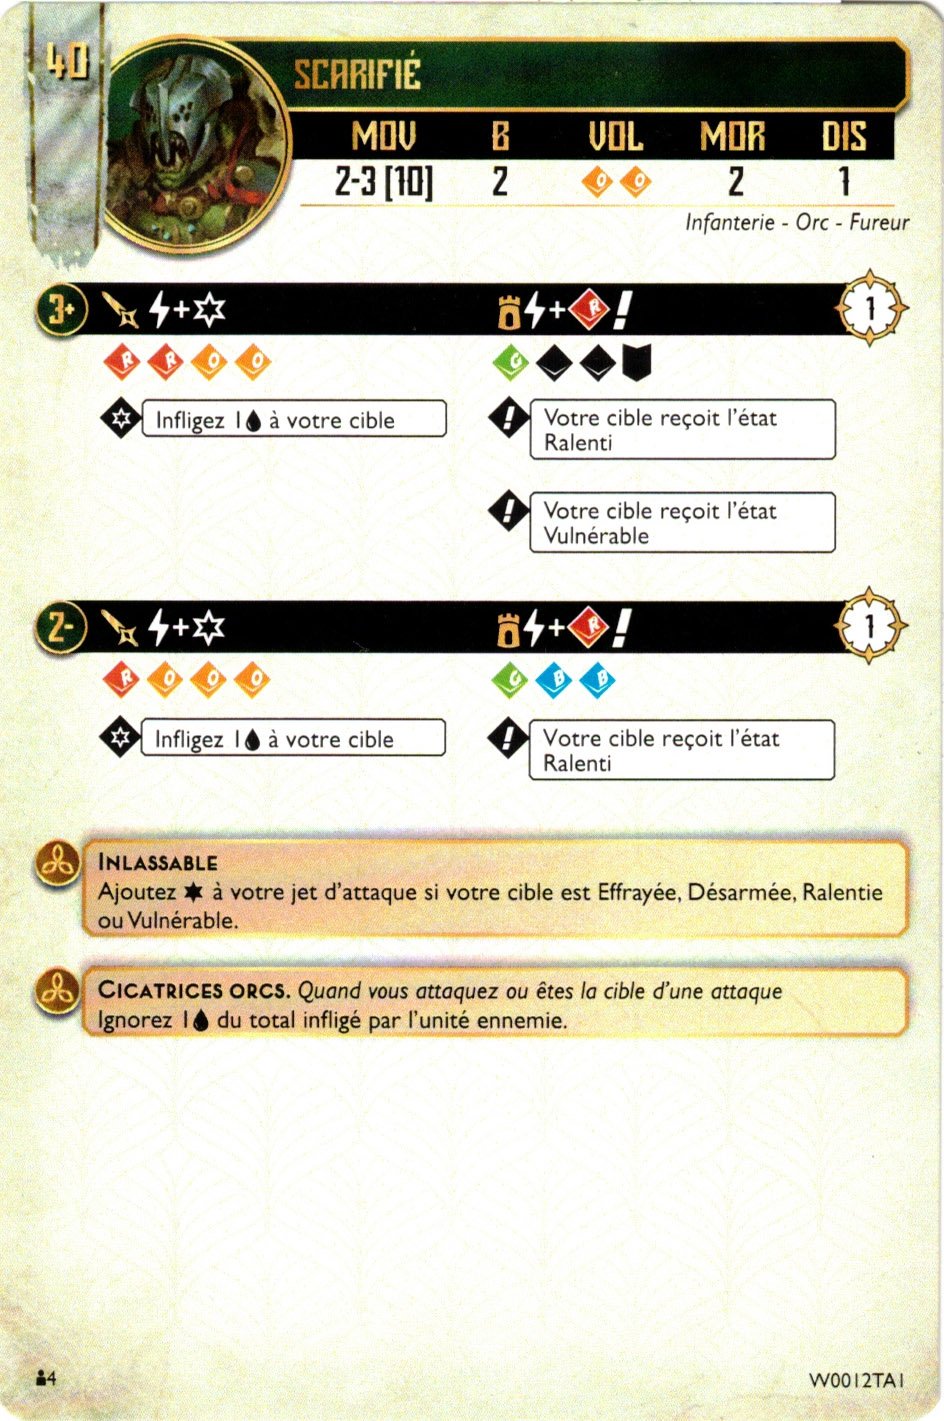 40
SCARIFIÉ
MOV B VOL MOR DIS
2-3 [10] 2 O O 2 1
Infanterie - Orc - Fureur
3+ + + R ! 1
R R O O G
Infligez 1 à votre cible
Votre cible reçoit l'état
Ralenti
Votre cible reçoit l'état
Vulnérable
2- + + R ! 1
R O O O G B B
Infligez 1 à votre cible
Votre cible reçoit l'état
Ralenti
INLASSABLE
Ajoutez à votre jet d'attaque si votre cible est Effrayée, Désarmée, Ralentie
ou Vulnérable.
CICATRICES ORCS. Quand vous attaquez ou êtes la cible d'une attaque
Ignorez 1 du total infligé par l'unité ennemie.
4
W0012TA1